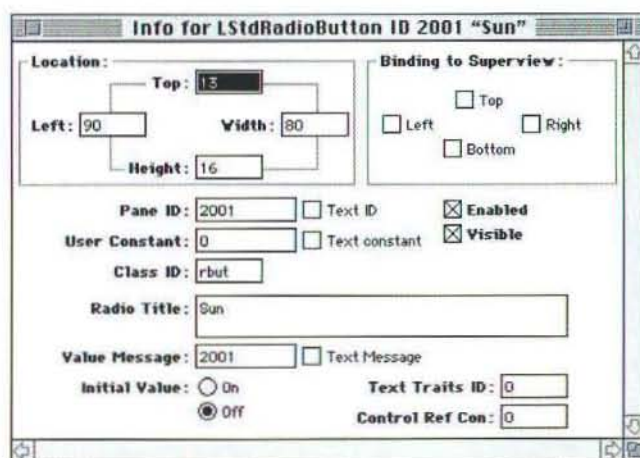 Info for LStdRadioButton ID 2001 “Sun”
Location:
Top: 13
Left: 90
Width: 80
Height: 16
Binding to Superview:
Top
Left
Right
Bottom
Pane ID: 2001
Text ID
Enabled
User Constant: 0
Text constant
Visible
Class ID: rbut
Radio Title: Sun
Value Message: 2001
Text Message
Initial Value: On
Off
Text Traits ID: 0
Control Ref Con: 0